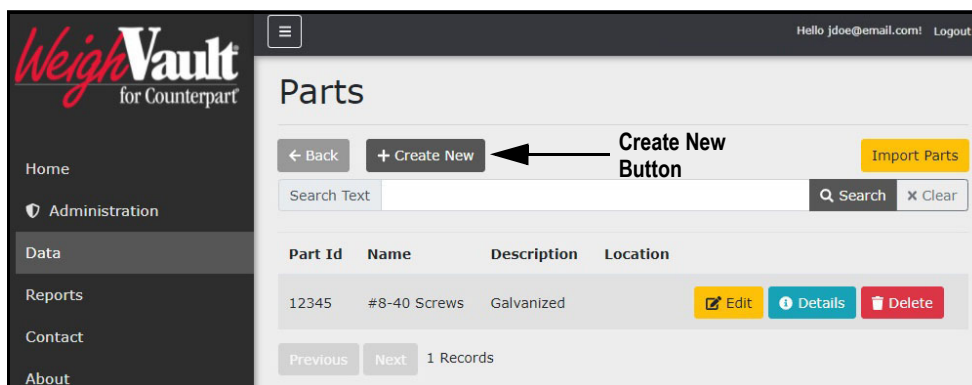 WeighVault
for Counterpart®
Hello jdoe@email.com! Logout
Home
Administration
Data
Reports
Contact
About
Parts
← Back
+ Create New
Create New
Button
Import Parts
Search Text
Search
× Clear
Part Id Name Description Location
12345 #8-40 Screws Galvanized Edit Details Delete
Previous Next 1 Records